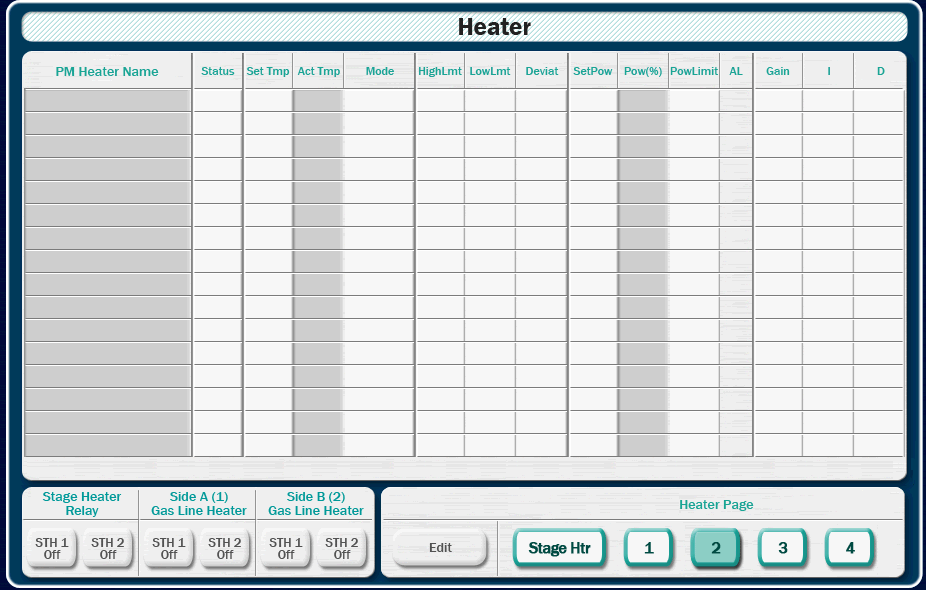 Heater
PM Heater Name Status Set Tmp Act Tmp Mode HighLmt LowLmt Deviat SetPow Pow(%) PowLimit AL Gain I D
Stage Heater Relay
Side A (1)
Gas Line Heater
Side B (2)
Gas Line Heater
Heater Page
STH 1
Off
STH 2
Off
STH 1
Off
STH 2
Off
STH 1
Off
STH 2
Off
Edit
Stage Htr
1
2
3
4